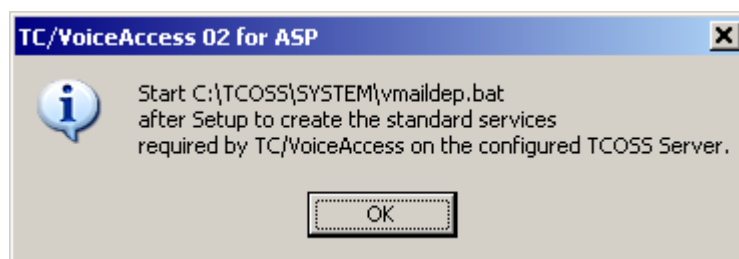 TC/VoiceAccess 02 for ASP
Start C:\TCOSS\SYSTEM\vmaildep.bat
after Setup to create the standard services
required by TC/VoiceAccess on the configured TCOSS Server.
OK